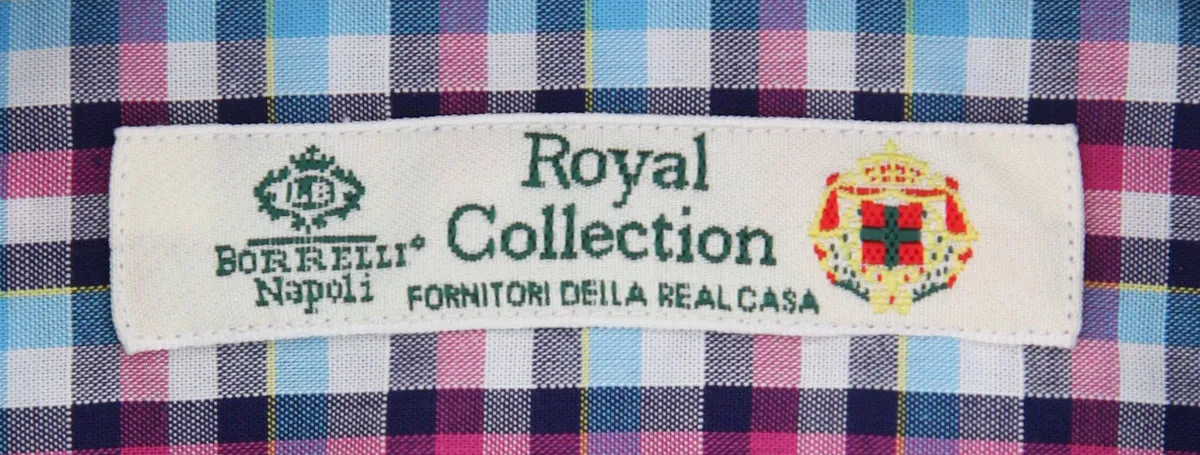 LB
BORRELLI
Napoli
Royal
Collection
FORNITORI DELLA REAL CASA